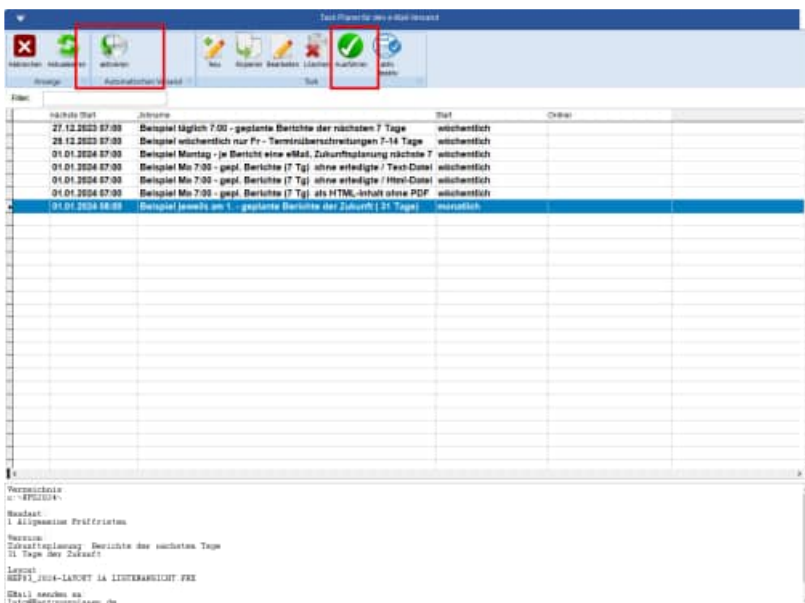 Task-Planer für den eMail-Versand
Abbrechen Aktualisieren aktivieren Neu Kopieren Bearbeiten Löschen Ausführen aktiv
Anzeige Automatischen Versand Task
Filter:
nächste Start Jobname Start Ordner
27.12.2023 07:00 Beispiel täglich 7:00 - geplante Berichte der nächsten 7 Tage wöchentlich
29.12.2023 07:00 Beispiel wöchentlich nur Fr - Terminüberschreitungen 7-14 Tage wöchentlich
01.01.2024 07:00 Beispiel Montag - je Bericht eine eMail, Zukunftsplanung nächste 7 wöchentlich
01.01.2024 07:00 Beispiel Mo 7:00 - gepl. Berichte (7 Tg) ohne erledigte / Text-Datei wöchentlich
01.01.2024 07:00 Beispiel Mo 7:00 - gepl. Berichte (7 Tg) ohne erledigte / Html-Datei wöchentlich
01.01.2024 07:00 Beispiel Mo 7:00 - gepl. Berichte (7 Tg) als HTML-Inhalt ohne PDF wöchentlich
01.01.2024 08:00 Beispiel jeweils am 1. - geplante Berichte der Zukunft ( 31 Tage) monatlich
Verzeichnis
Mandant
1 Allgemeine Prüffristen
Version
Zukunftsplanung: Berichte der nächsten Tage
31 Tage der Zukunft
Layout
LAYOUT 1A LISTENANSICHT.FRX
EMail senden an